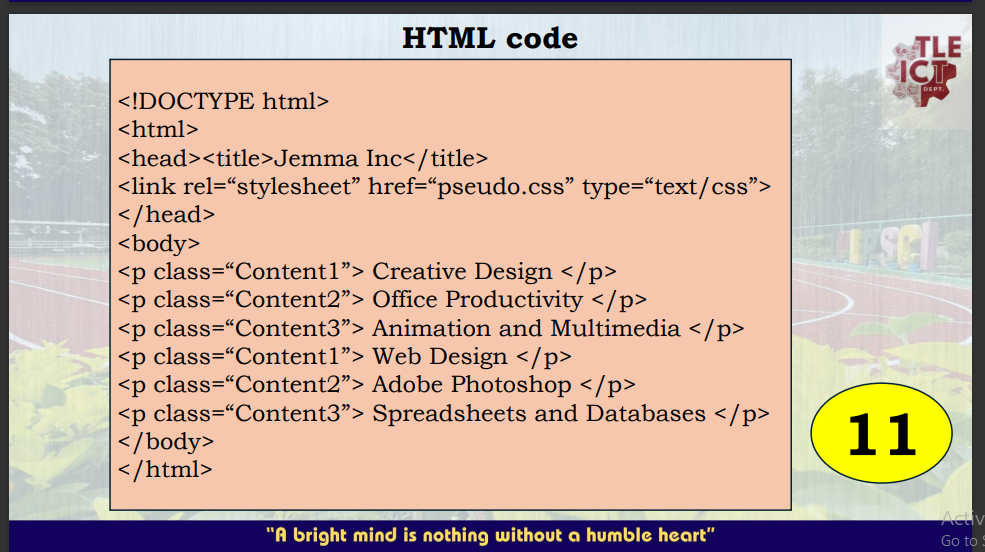 HTML code
TLE
ICT
DEPT.
<!DOCTYPE html>
<html>
<head><title>Jemma Inc</title>
<link rel=“stylesheet” href=“pseudo.css” type=“text/css”>
</head>
<body>
<p class=“Content1”> Creative Design </p>
<p class=“Content2”> Office Productivity </p>
<p class=“Content3”> Animation and Multimedia </p>
<p class=“Content1”> Web Design </p>
<p class=“Content2”> Adobe Photoshop </p>
<p class=“Content3”> Spreadsheets and Databases </p>
</body>
</html>
11
“A bright mind is nothing without a humble heart”
Activ
Go to S